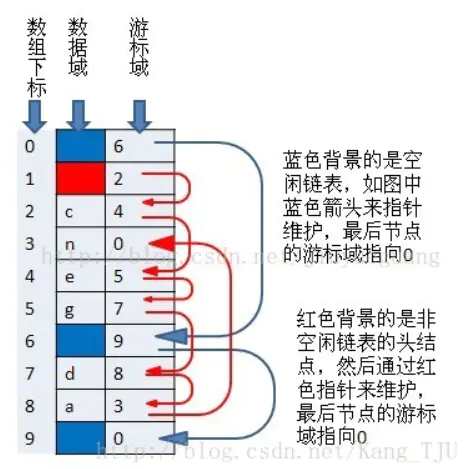 数组下标 数据域 游标域
0 6
1 2
2 c 4
3 n 0
4 e 5
5 g 7
6 9
7 d 8
8 a 3
9 0
蓝色背景的是空
闲链表，如图中
蓝色箭头来指针
维护，最后节点
的游标域指向0
红色背景的是非
空闲链表的头结
点，然后通过红
色指针来维护，
最后节点的游标
域指向0
http://blog.csdn.net/
http://blog.csdn.net/Kang_TJU